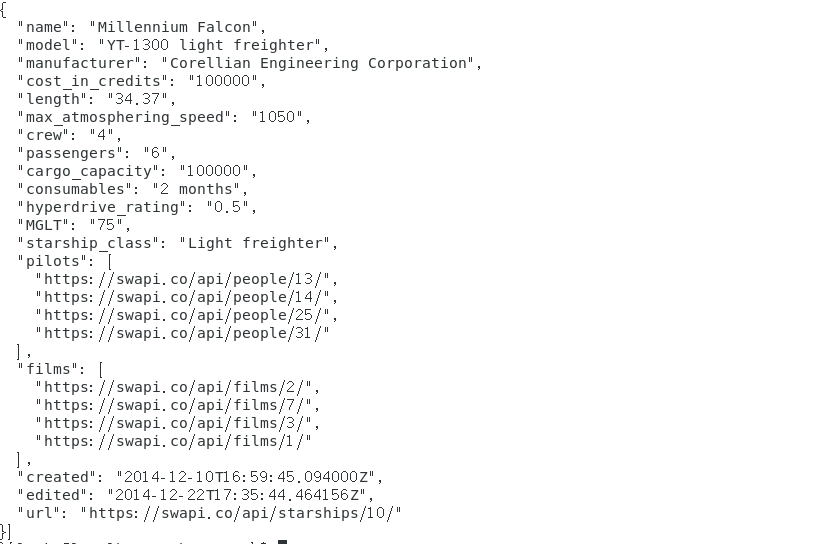 {
  "name": "Millennium Falcon",
  "model": "YT-1300 light freighter",
  "manufacturer": "Corellian Engineering Corporation",
  "cost_in_credits": "100000",
  "length": "34.37",
  "max_atmosphering_speed": "1050",
  "crew": "4",
  "passengers": "6",
  "cargo_capacity": "100000",
  "consumables": "2 months",
  "hyperdrive_rating": "0.5",
  "MGLT": "75",
  "starship_class": "Light freighter",
  "pilots": [
    "https://swapi.co/api/people/13/",
    "https://swapi.co/api/people/14/",
    "https://swapi.co/api/people/25/",
    "https://swapi.co/api/people/31/"
  ],
  "films": [
    "https://swapi.co/api/films/2/",
    "https://swapi.co/api/films/7/",
    "https://swapi.co/api/films/3/",
    "https://swapi.co/api/films/1/"
  ],
  "created": "2014-12-10T16:59:45.094000Z",
  "edited": "2014-12-22T17:35:44.464156Z",
  "url": "https://swapi.co/api/starships/10/"
}]